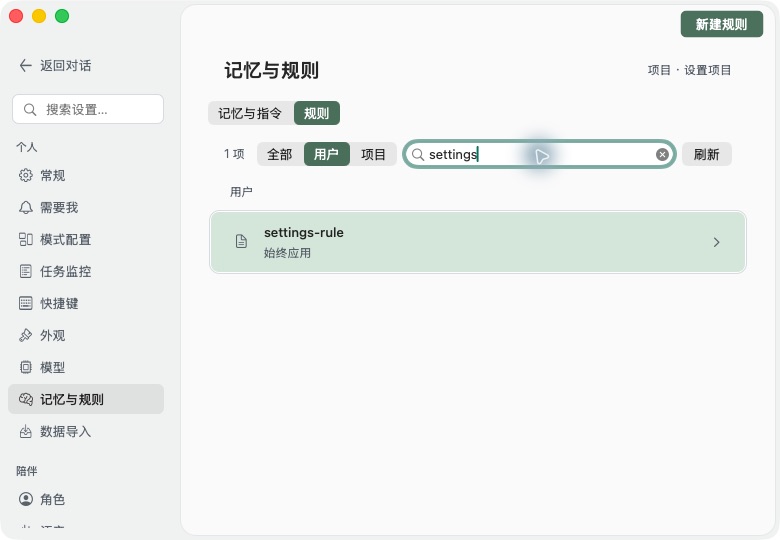 新建规则
返回对话
搜索设置...
个人
常规
需要我
模式配置
任务监控
快捷键
外观
模型
记忆与规则
数据导入
陪伴
角色
记忆与规则
项目 · 设置项目
记忆与指令 规则
1 项 全部 用户 项目 settings 刷新
用户
settings-rule
始终应用